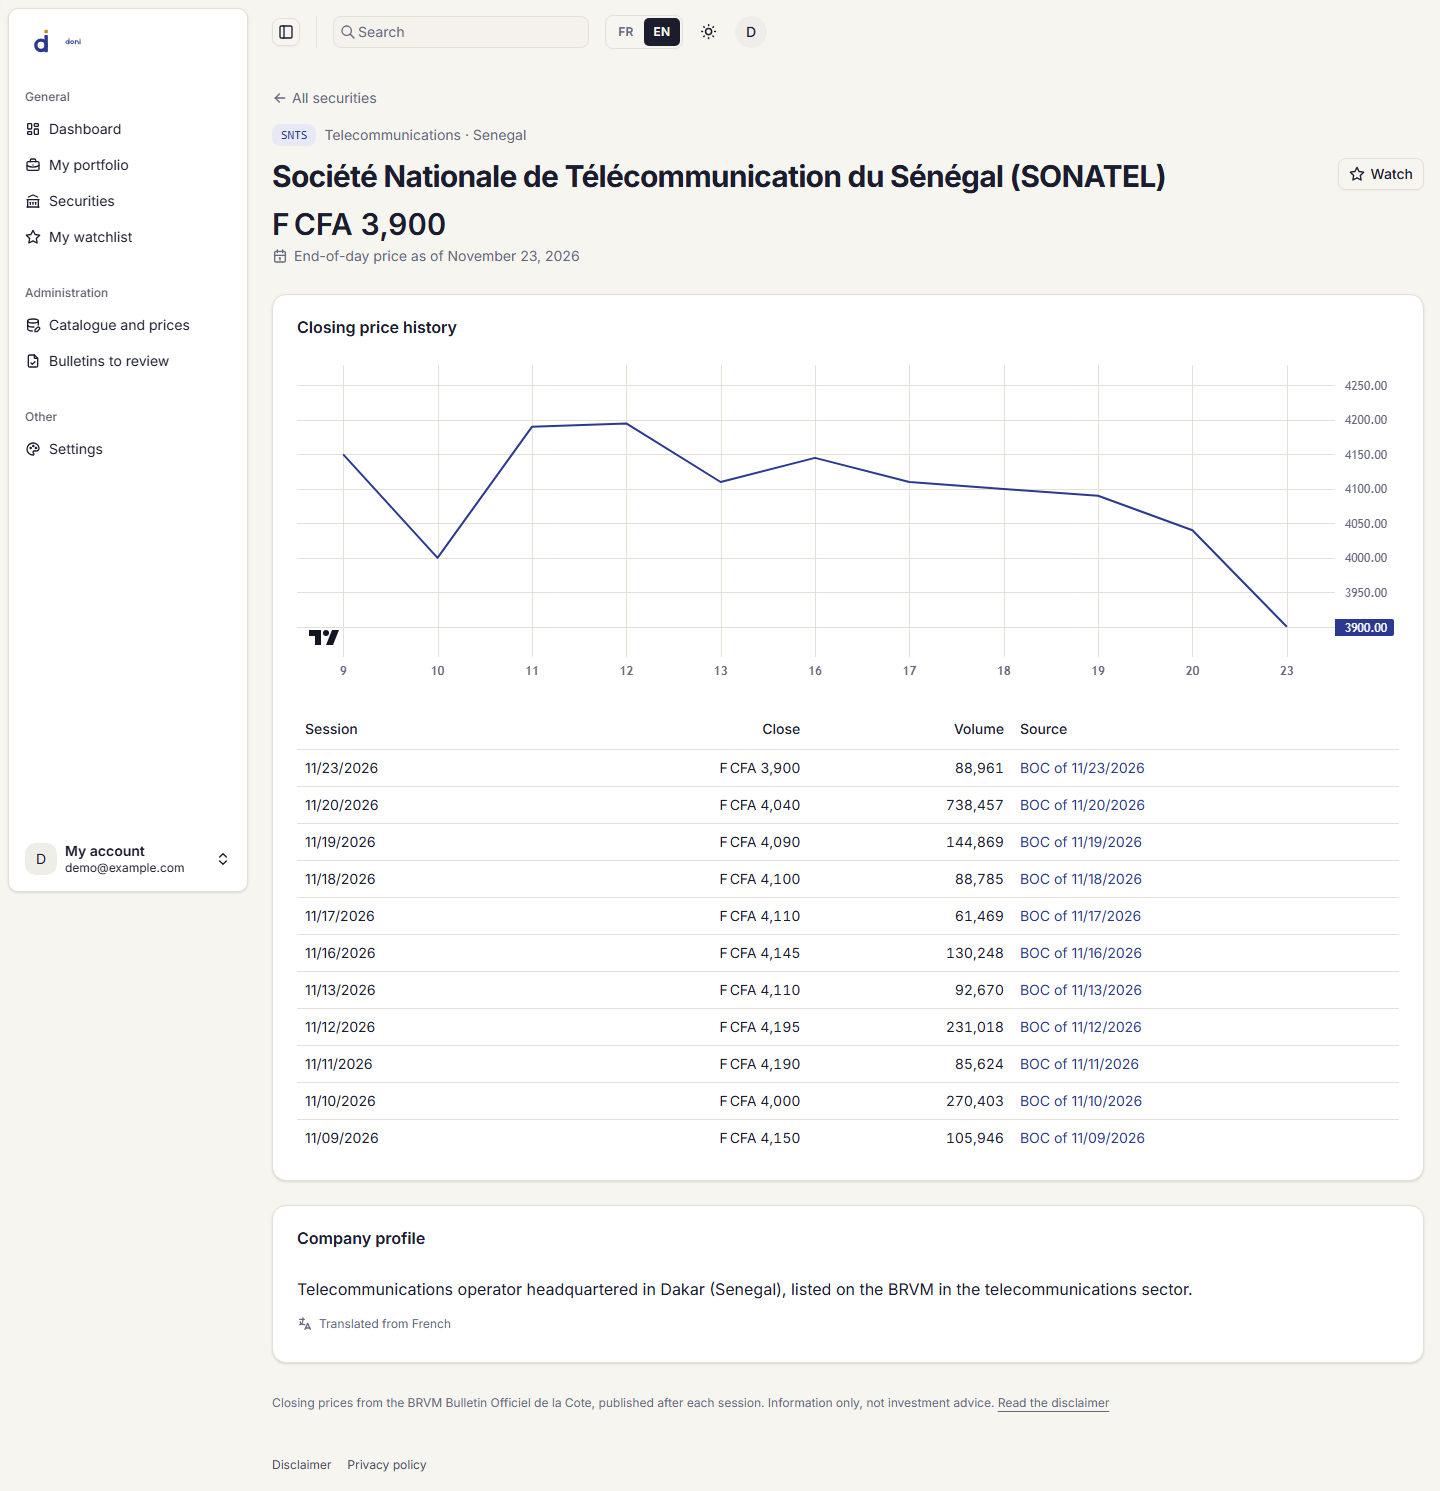 doni
Search
FR EN
D
General
Dashboard
My portfolio
Securities
My watchlist
Administration
Catalogue and prices
Bulletins to review
Other
Settings
D
My account
demo@example.com
All securities
SNTS Telecommunications · Senegal
Société Nationale de Télécommunication du Sénégal (SONATEL)
Watch
F CFA 3,900
End-of-day price as of November 23, 2026
Closing price history
4250.00
4200.00
4150.00
4100.00
4050.00
4000.00
3950.00
3900.00
9 10 11 12 13 16 17 18 19 20 23
Session Close Volume Source
11/23/2026 F CFA 3,900 88,961 BOC of 11/23/2026
11/20/2026 F CFA 4,040 738,457 BOC of 11/20/2026
11/19/2026 F CFA 4,090 144,869 BOC of 11/19/2026
11/18/2026 F CFA 4,100 88,785 BOC of 11/18/2026
11/17/2026 F CFA 4,110 61,469 BOC of 11/17/2026
11/16/2026 F CFA 4,145 130,248 BOC of 11/16/2026
11/13/2026 F CFA 4,110 92,670 BOC of 11/13/2026
11/12/2026 F CFA 4,195 231,018 BOC of 11/12/2026
11/11/2026 F CFA 4,190 85,624 BOC of 11/11/2026
11/10/2026 F CFA 4,000 270,403 BOC of 11/10/2026
11/09/2026 F CFA 4,150 105,946 BOC of 11/09/2026
Company profile
Telecommunications operator headquartered in Dakar (Senegal), listed on the BRVM in the telecommunications sector.
Translated from French
Closing prices from the BRVM Bulletin Officiel de la Cote, published after each session. Information only, not investment advice. Read the disclaimer
Disclaimer Privacy policy